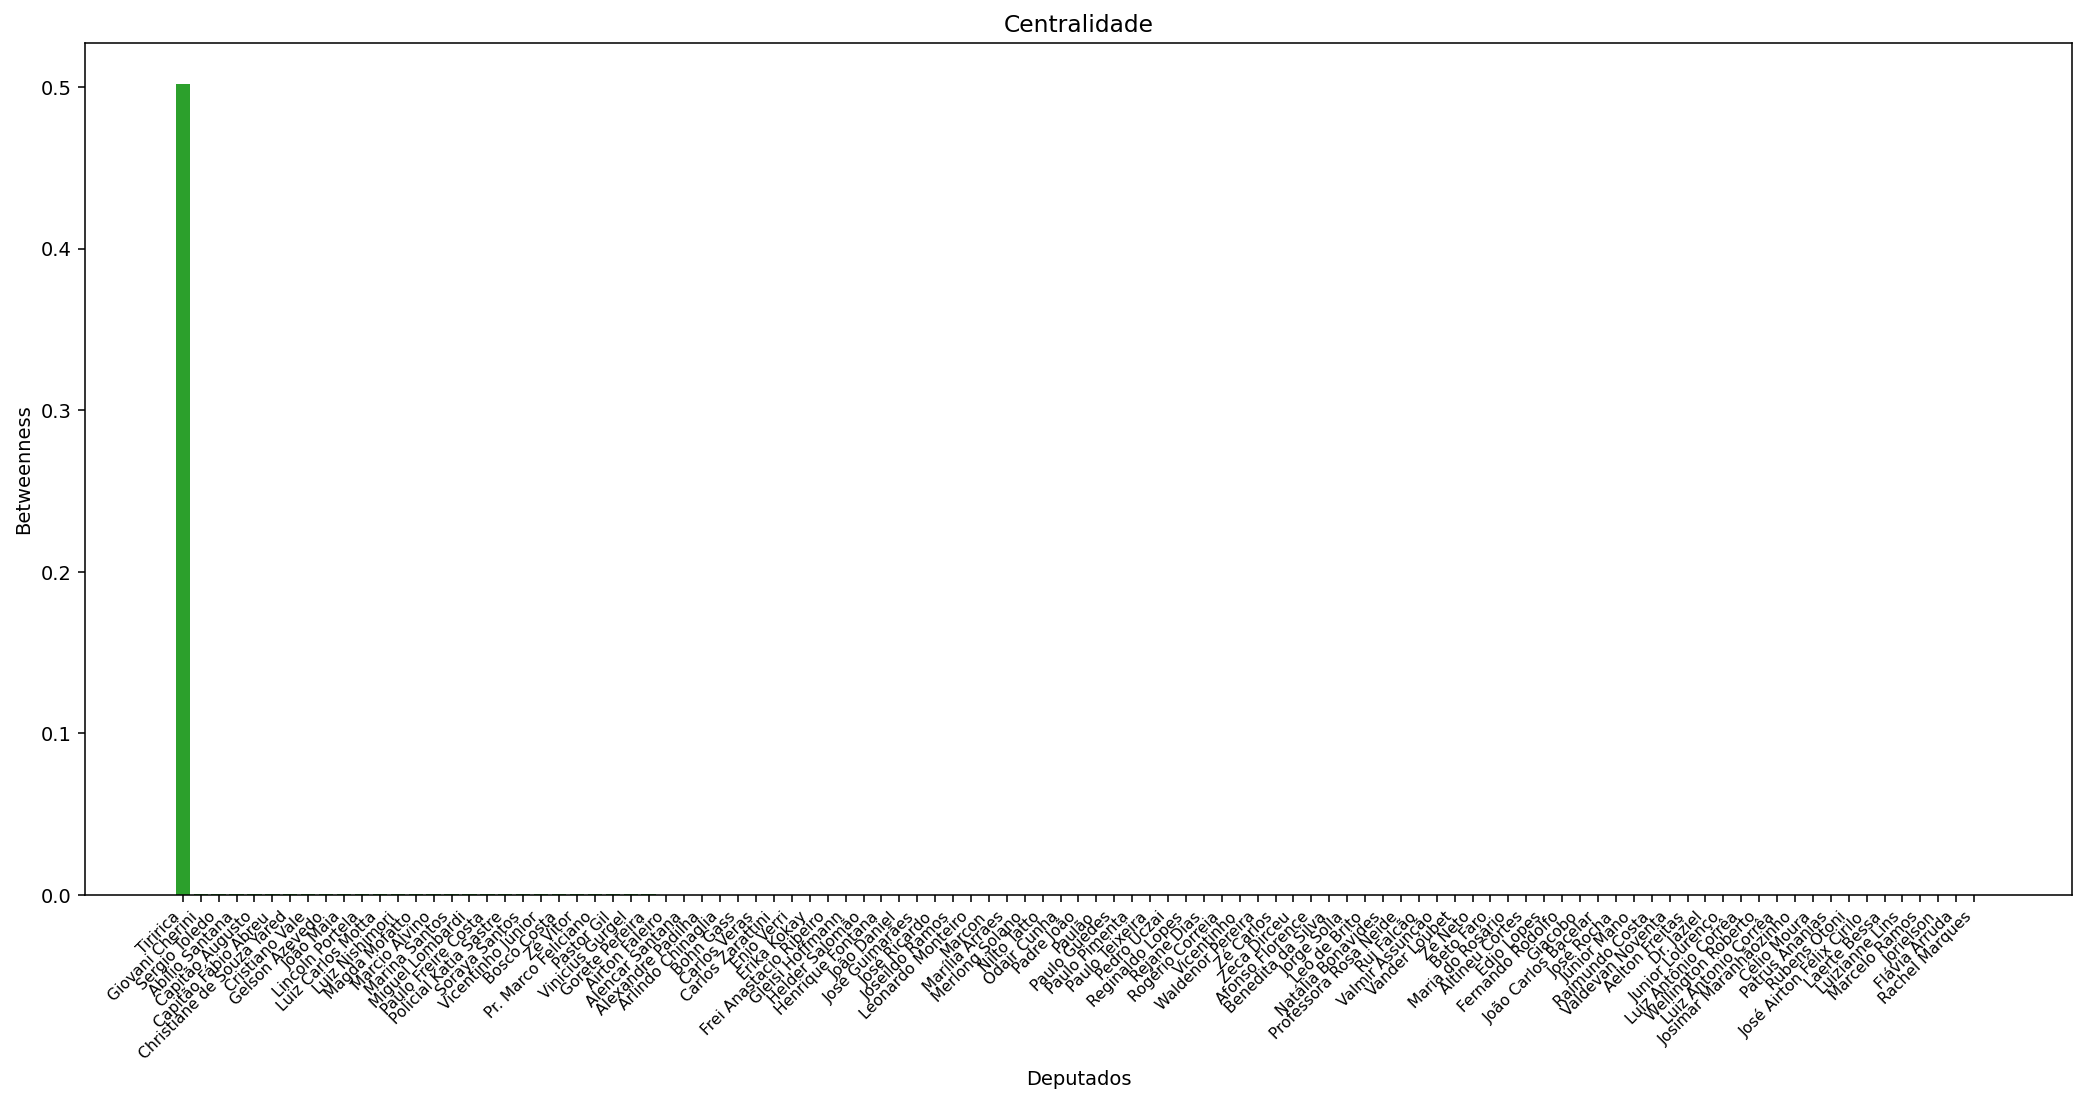 Centralidade
Betweenness
0.5
0.4
0.3
0.2
0.1
0.0
Tiririca
Giovani Cherini
Sergio Toledo
Abílio Santana
Capitão Augusto
Capitão Fábio Abreu
Christiane de Souza Yared
Cristiano Vale
Gelson Azevedo
João Maia
Lincoln Portela
Luiz Carlos Motta
Luiz Nishimori
Magda Mofatto
Marcio Alvino
Marina Santos
Miguel Lombardi
Paulo Freire Costa
Policial Katia Sastre
Soraya Santos
Vicentinho Júnior
Bosco Costa
Zé Vitor
Pr. Marco Feliciano
Pastor Gil
Vinicius Gurgel
Gorete Pereira
Airton Faleiro
Alencar Santana
Alexandre Padilha
Arlindo Chinaglia
Bohn Gass
Carlos Veras
Carlos Zarattini
Enio Verri
Erika Kokay
Frei Anastacio Ribeiro
Gleisi Hoffmann
Helder Salomão
Henrique Fontana
João Daniel
José Guimarães
José Ricardo
Joseildo Ramos
Leonardo Monteiro
Marcon
Marília Arraes
Merlong Solano
Nilto Tatto
Odair Cunha
Padre João
Paulão
Paulo Guedes
Paulo Pimenta
Paulo Teixeira
Pedro Uczai
Reginaldo Lopes
Rejane Dias
Rogério Correia
Vicentinho
Waldenor Pereira
Zé Carlos
Zeca Dirceu
Afonso Florence
Benedita da Silva
Jorge Solla
Leo de Brito
Natália Bonavides
Professora Rosa Neide
Rui Falcão
Valmir Assunção
Vander Loubet
Zé Neto
Beto Faro
Maria do Rosário
Altineu Côrtes
Edio Lopes
Fernando Rodolfo
Giacobo
João Carlos Bacelar
José Rocha
Júnior Mano
Raimundo Costa
Valdevan Noventa
Aelton Freitas
Dr. Jaziel
Junior Lourenço
Luiz Antônio Corrêa
Wellington Roberto
Luiz Antonio Corrêa
Josimar Maranhãozinho
Célio Moura
Patrus Ananias
Rubens Otoni
José Airton Félix Cirilo
Laerte Bessa
Luizianne Lins
Marcelo Ramos
Jorielson
Flávia Arruda
Rachel Marques
Deputados